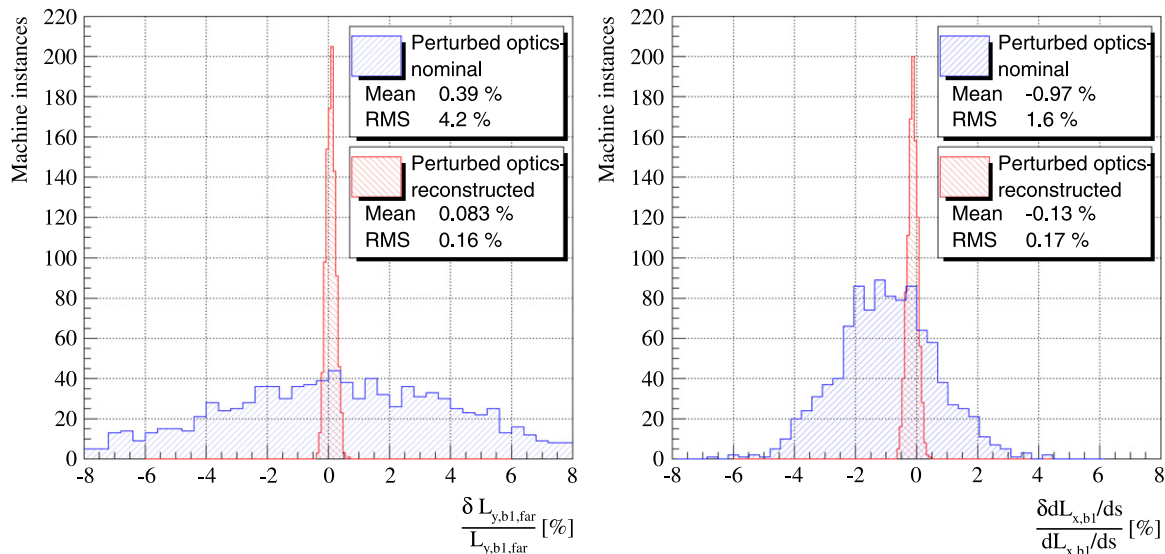 Machine instances
220
200
180
160
140
120
100
80
60
40
20
0
-8 -6 -4 -2 0 2 4 6 8
Perturbed optics-
nominal
Mean 0.39 %
RMS 4.2 %
Perturbed optics-
reconstructed
Mean 0.083 %
RMS 0.16 %
δ L_y,b1,far
L_y,b1,far
[%]
Machine instances
220
200
180
160
140
120
100
80
60
40
20
0
-8 -6 -4 -2 0 2 4 6 8
Perturbed optics-
nominal
Mean -0.97 %
RMS 1.6 %
Perturbed optics-
reconstructed
Mean -0.13 %
RMS 0.17 %
δdL_x,b1/ds
dL_x,b1/ds
[%]